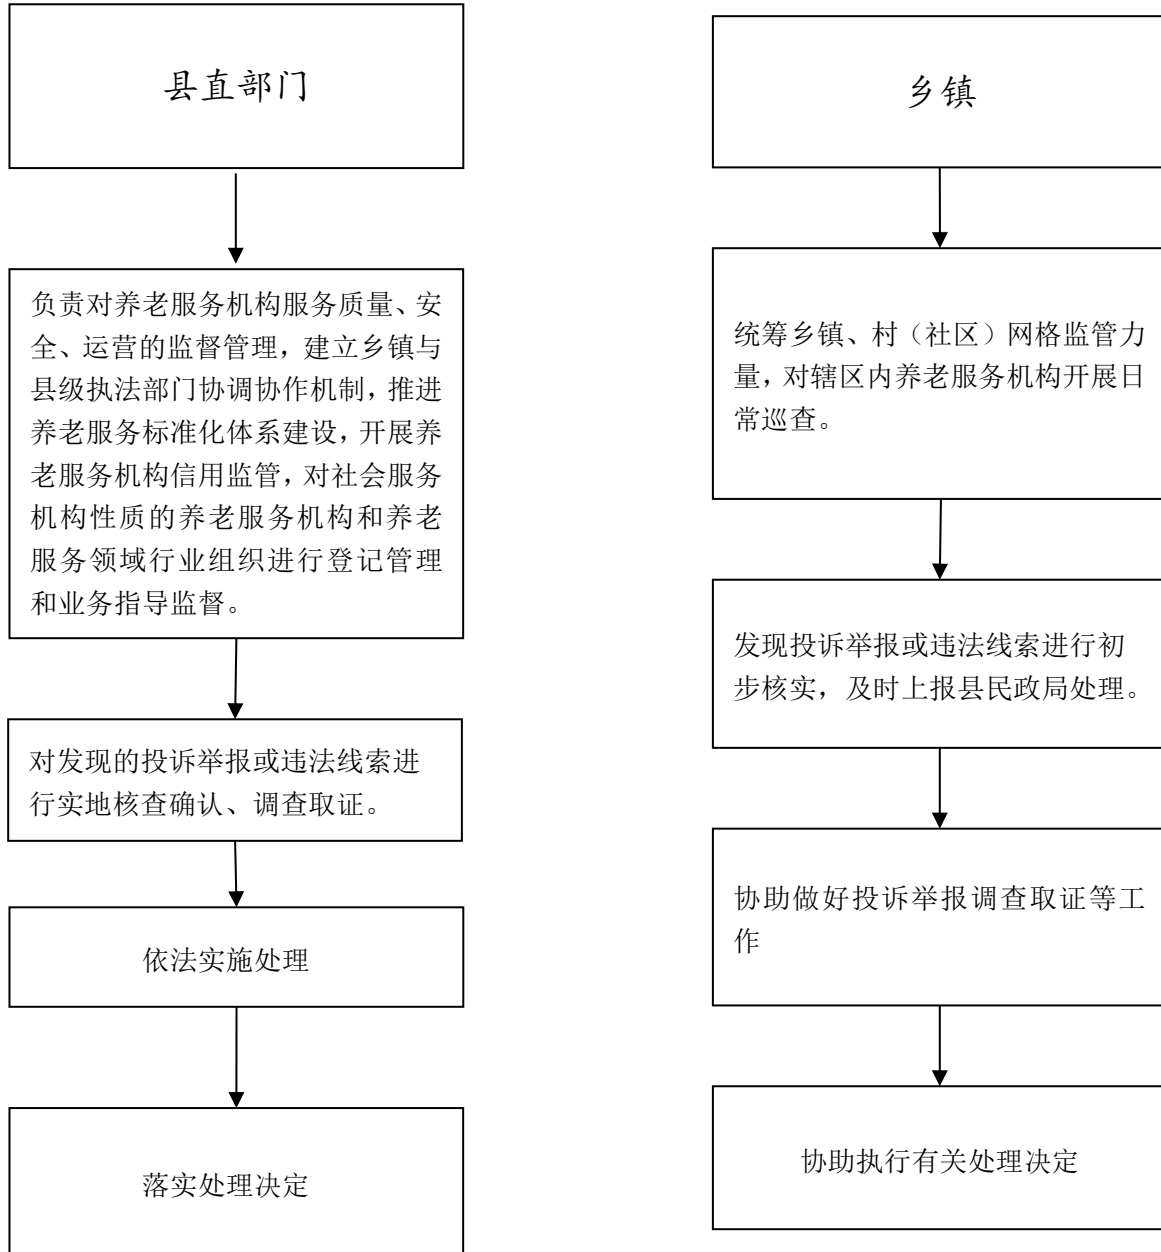 县直部门
负责对养老服务机构服务质量、安
全、运营的监督管理，建立乡镇与
县级执法部门协调协作机制，推进
养老服务标准化体系建设，开展养
老服务机构信用监管，对社会服务
机构性质的养老服务机构和养老
服务领域行业组织进行登记管理
和业务指导监督。
对发现的投诉举报或违法线索进
行实地核查确认、调查取证。
依法实施处理
落实处理决定
乡镇
统筹乡镇、村（社区）网格监管力
量，对辖区内养老服务机构开展日
常巡查。
发现投诉举报或违法线索进行初
步核实，及时上报县民政局处理。
协助做好投诉举报调查取证等工
作
协助执行有关处理决定